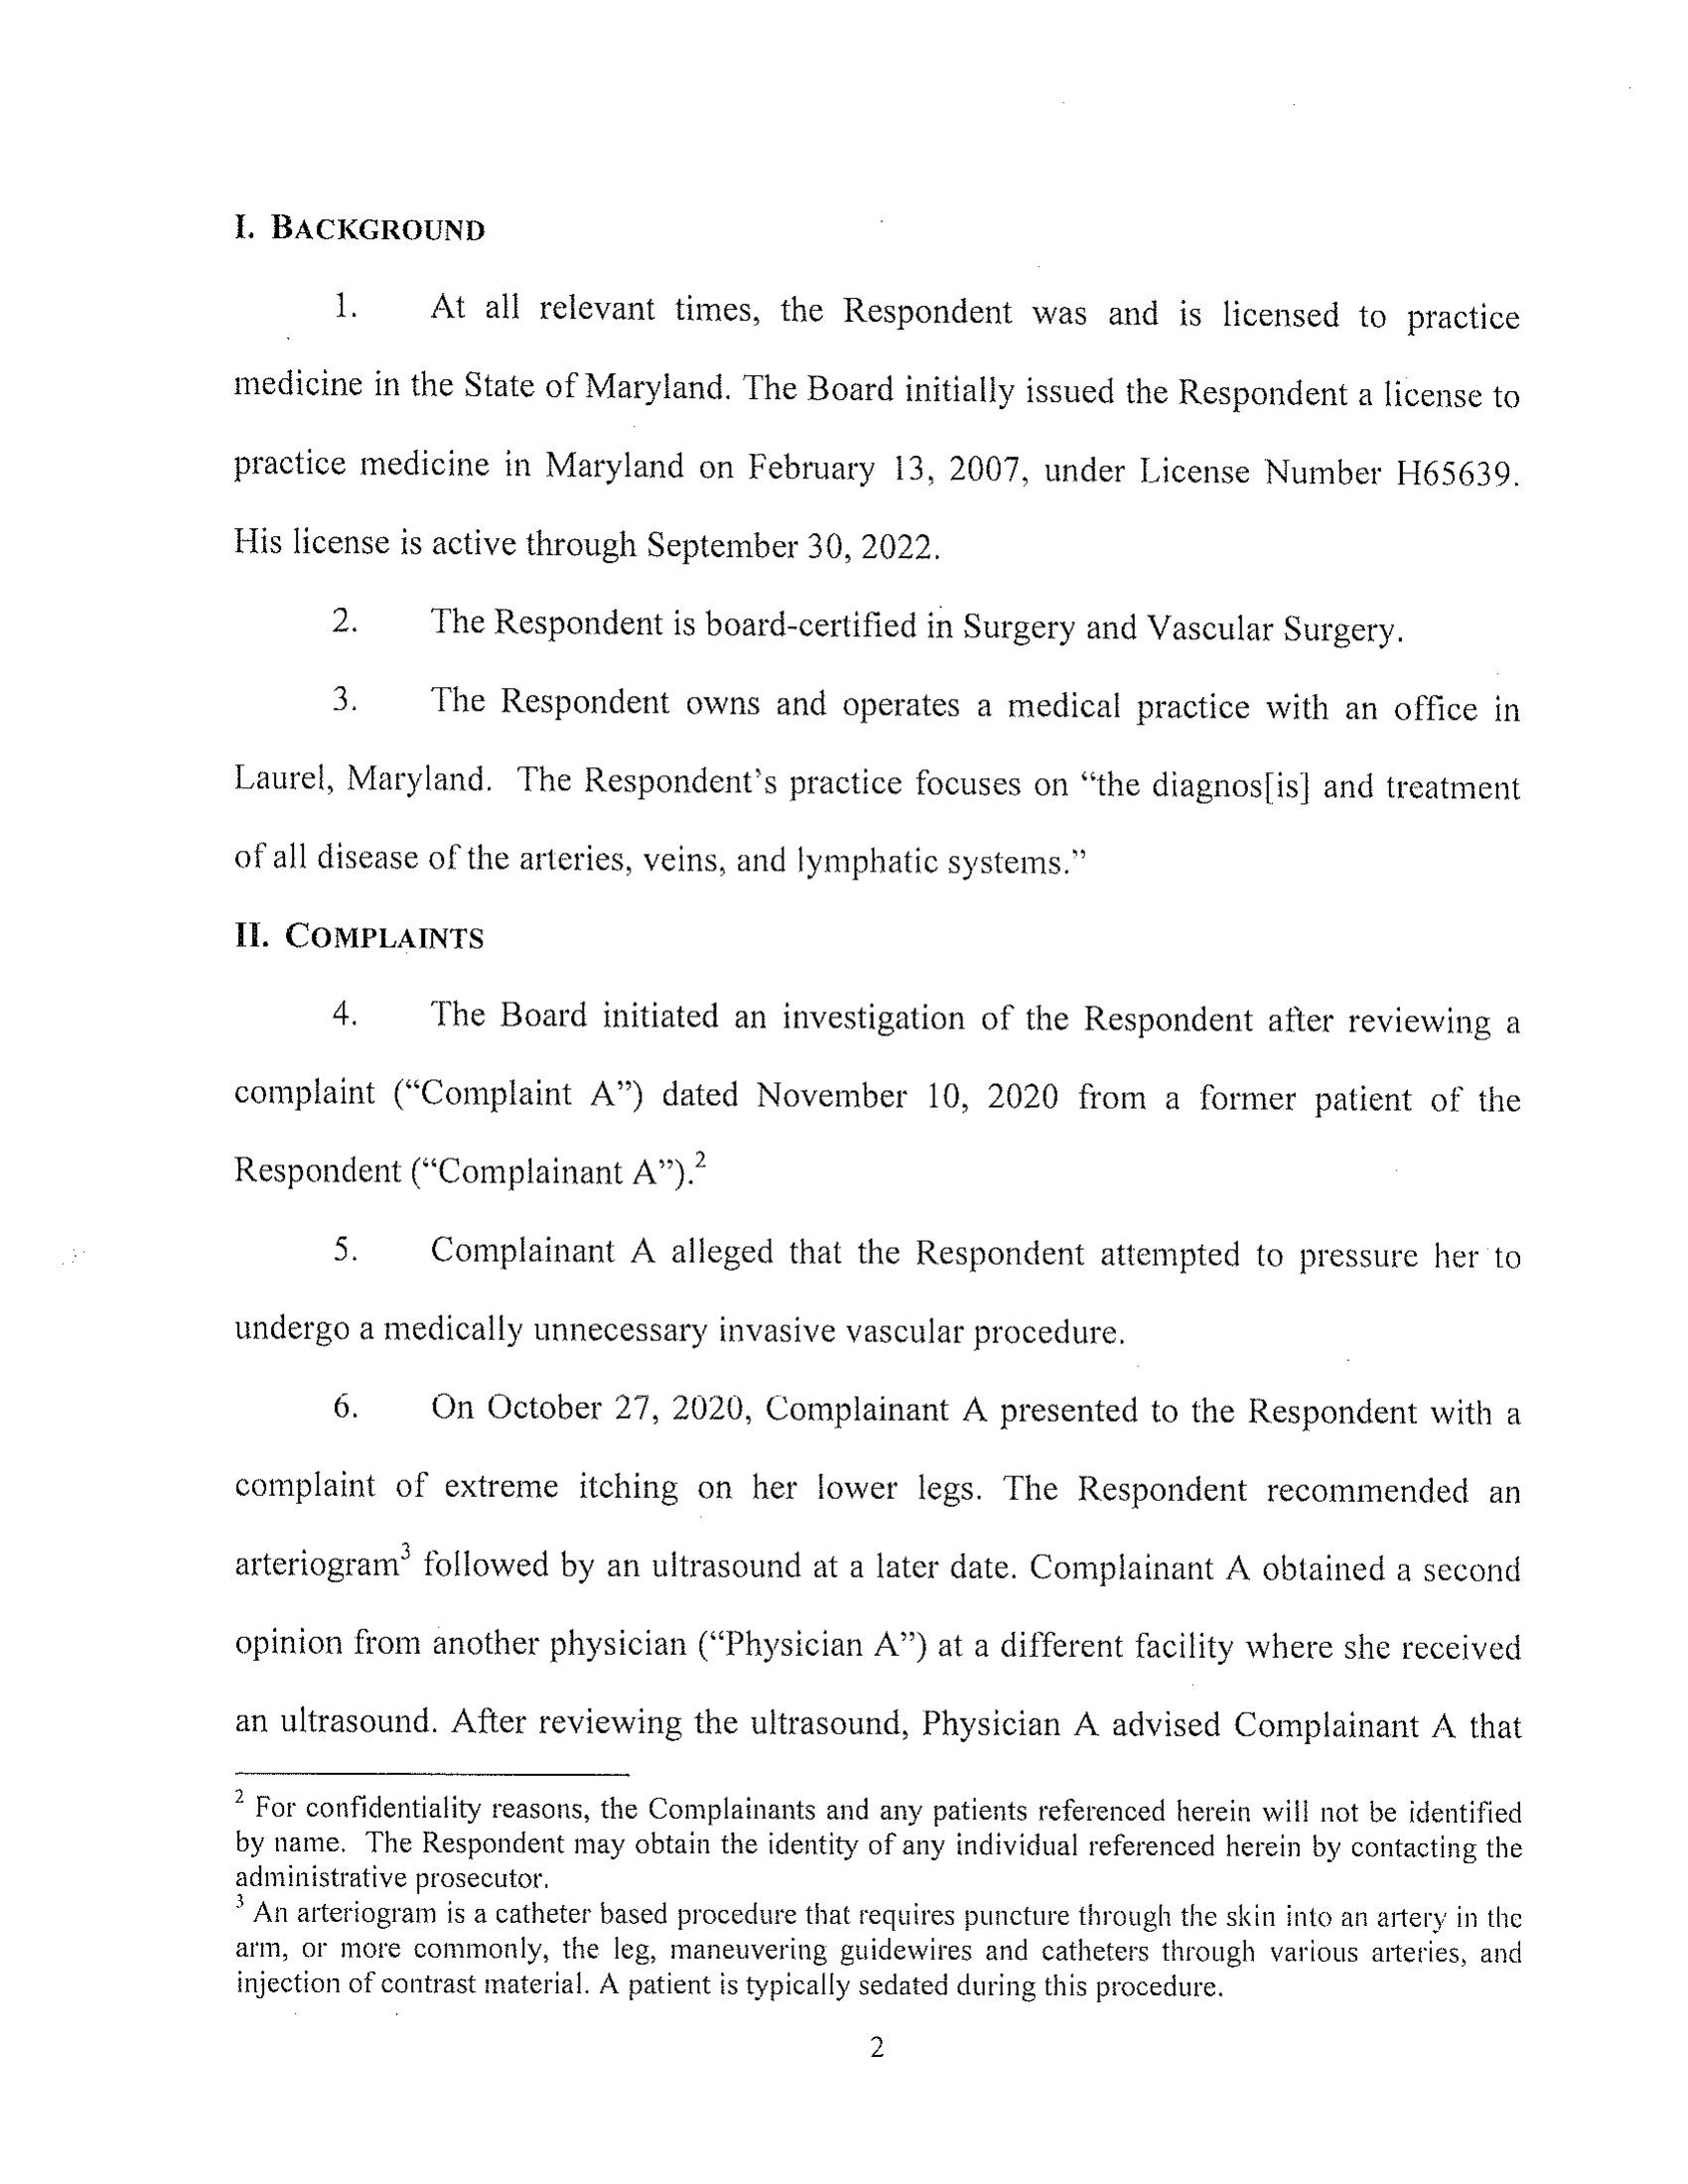 I. BACKGROUND
1. At all relevant times, the Respondent was and is licensed to practice
medicine in the State of Maryland. The Board initially issued the Respondent a license to
practice medicine in Maryland on February 13, 2007, under License Number H65639.
His license is active through September 30, 2022.
2. The Respondent is board-certified in Surgery and Vascular Surgery.
3. The Respondent owns and operates a medical practice with an office in
Laurel, Maryland. The Respondent's practice focuses on “the diagnos[is] and treatment
of all disease of the arteries, veins, and lymphatic systems.”
II. COMPLAINTS
4. The Board initiated an investigation of the Respondent after reviewing a
complaint (“Complaint A”) dated November 10, 2020 from a former patient of the
Respondent (“Complainant A”).2
5. Complainant A alleged that the Respondent attempted to pressure her to
undergo a medically unnecessary invasive vascular procedure.
6. On October 27, 2020, Complainant A presented to the Respondent with a
complaint of extreme itching on her lower legs. The Respondent recommended an
arteriogram3 followed by an ultrasound at a later date. Complainant A obtained a second
opinion from another physician (“Physician A”) at a different facility where she received
an ultrasound. After reviewing the ultrasound, Physician A advised Complainant A that
2 For confidentiality reasons, the Complainants and any patients referenced herein will not be identified
by name. The Respondent may obtain the identity of any individual referenced herein by contacting the
administrative prosecutor.
3 An arteriogram is a catheter based procedure that requires puncture through the skin into an artery in the
arm, or more commonly, the leg, maneuvering guidewires and catheters through various arteries, and
injection of contrast material. A patient is typically sedated during this procedure.
2